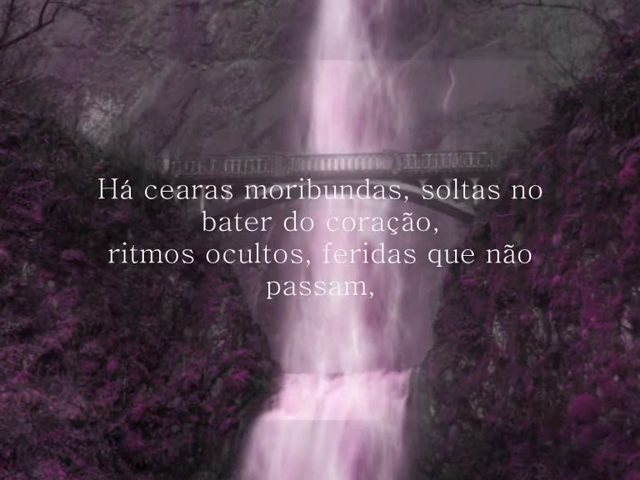 Há cearas moribundas, soltas no
bater do coração,
ritmos ocultos, feridas que não
passam,